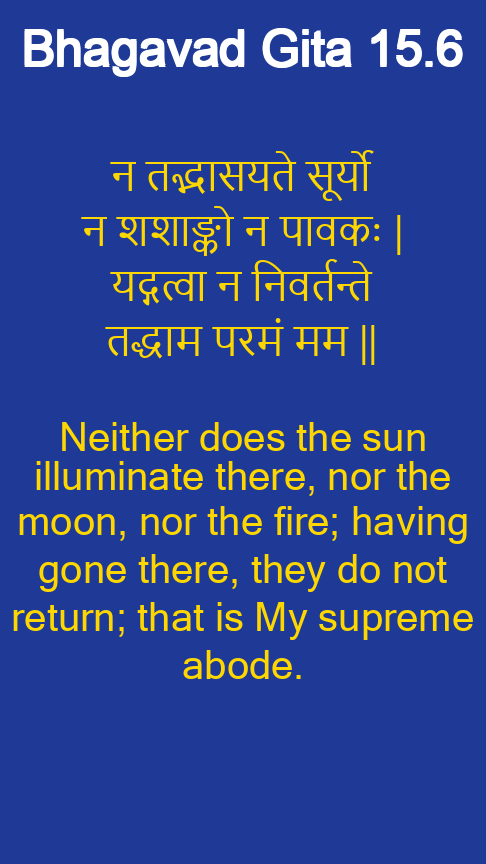 Bhagavad Gita 15.6
न तद्भासयते सूर्यो
न शशाङ्को न पावकः |
यद्गत्वा न निवर्तन्ते
तद्धाम परमं मम ||
Neither does the sun
illuminate there, nor the
moon, nor the fire; having
gone there, they do not
return; that is My supreme
abode.